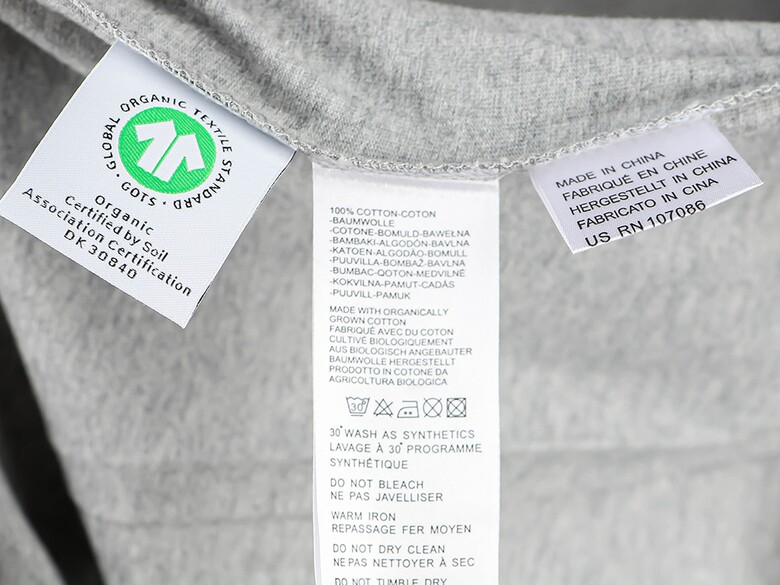 GLOBAL ORGANIC TEXTILE STANDARD · GOTS ·
Organic
Certified by Soil
Association Certification
DK 30840
100% COTTON-COTON
-BAUMWOLLE
-COTONE-BOMULD-BAWEŁNA
-BAMBAKI-ALGODÓN-BAVLNA
-KATOEN-ALGODÃO-BOMULL
-PUUVILLA-BOMBAŽ-BAVLNA
-BUMBAC-QOTON-MEDVILNĖ
-KOKVILNA-PAMUT-CADÁS
-PUUVILL-PAMUK
MADE WITH ORGANICALLY
GROWN COTTON
FABRIQUÉ AVEC DU COTON
CULTIVÉ BIOLOGIQUEMENT
AUS BIOLOGISCH ANGEBAUTER
BAUMWOLLE HERGESTELLT
PRODOTTO IN COTONE DA
AGRICOLTURA BIOLOGICA
30°
30° WASH AS SYNTHETICS
LAVAGE À 30° PROGRAMME
SYNTHÉTIQUE
DO NOT BLEACH
NE PAS JAVELLISER
WARM IRON
REPASSAGE FER MOYEN
DO NOT DRY CLEAN
NE PAS NETTOYER À SEC
DO NOT TUMBLE DRY
MADE IN CHINA
FABRIQUÉ EN CHINE
HERGESTELLT IN CHINA
FABRICATO IN CINA
US RN 107086